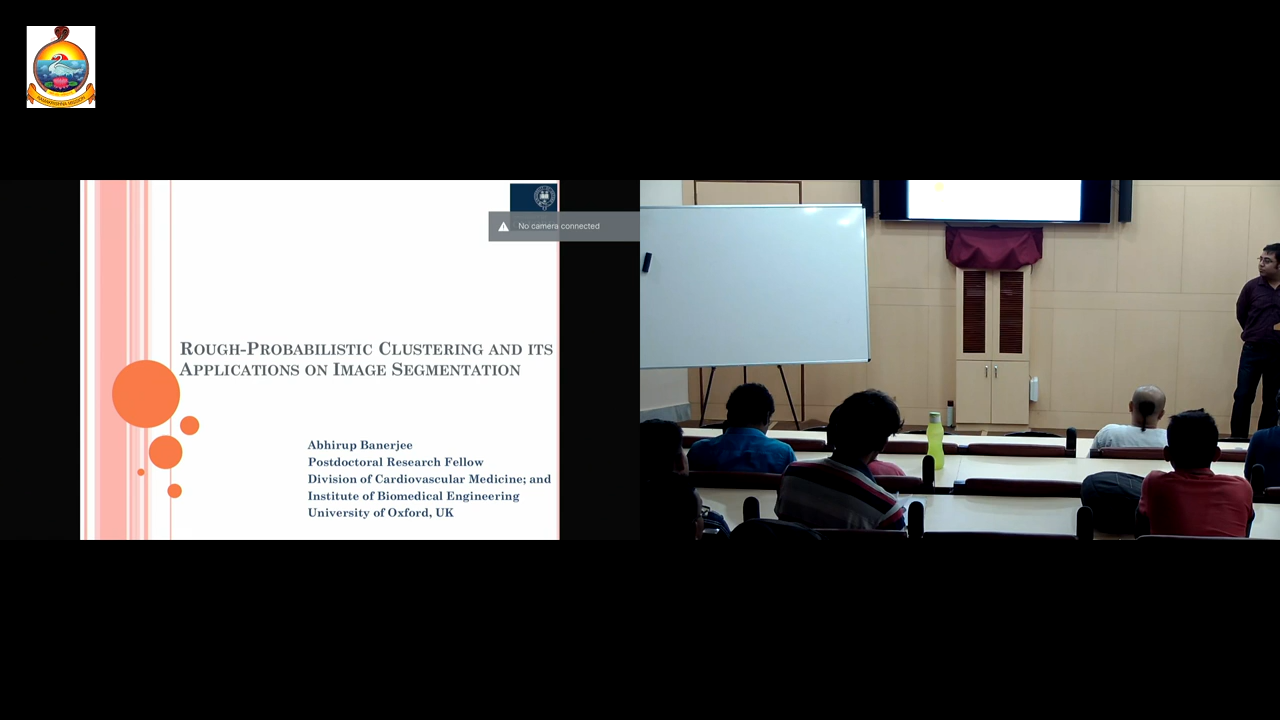 No camera connected
Rough-Probabilistic Clustering and its
Applications on Image Segmentation
Abhirup Banerjee
Postdoctoral Research Fellow
Division of Cardiovascular Medicine; and
Institute of Biomedical Engineering
University of Oxford, UK